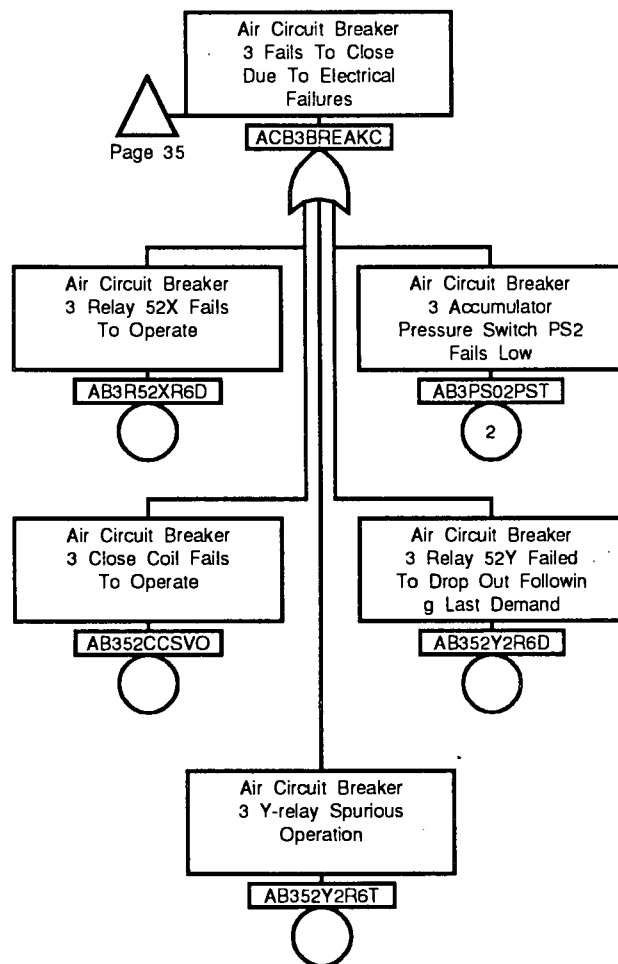 Air Circuit Breaker
3 Fails To Close
Due To Electrical
Failures
Page 35
ACB3BREAKC
Air Circuit Breaker
3 Relay 52X Fails
To Operate
AB3R52XR6D
Air Circuit Breaker
3 Accumulator
Pressure Switch PS2
Fails Low
AB3PS02PST
2
Air Circuit Breaker
3 Close Coil Fails
To Operate
AB352CCSVO
Air Circuit Breaker
3 Relay 52Y Failed
To Drop Out Followin
g Last Demand
AB352Y2R6D
Air Circuit Breaker
3 Y-relay Spurious
Operation
AB352Y2R6T